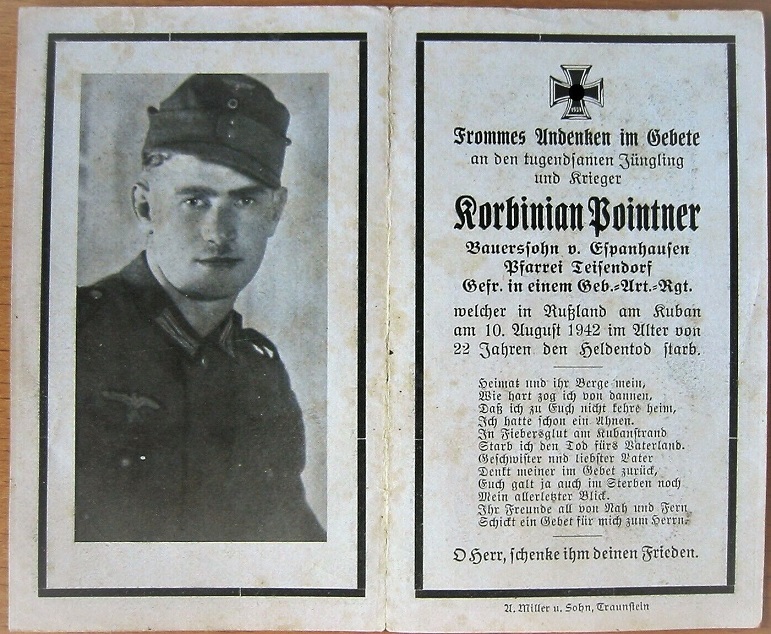 Frommes Andenken im Gebete
an den tugendsamen Jüngling
und Krieger
Korbinian Pointner
Bauerssohn v. Espanhausen
Pfarrei Teisendorf
Gefr. in einem Geb.-Art.-Rgt.
welcher in Rußland am Kuban
am 10. August 1942 im Alter von
22 Jahren den Heldentod starb.
Heimat und ihr Berge mein,
Wie hart zog ich von dannen,
Daß ich zu Euch nicht kehre heim,
Ich hatte schon ein Ahnen.
In Fiebersglut am Kubanstrand
Starb ich den Tod fürs Vaterland.
Geschwister und liebster Vater
Denkt meiner im Gebet zurück,
Euch galt ja auch im Sterben noch
Mein allerletzter Blick.
Ihr Freunde all von Nah und Fern
Schickt ein Gebet für mich zum Herrn.
O Herr, schenke ihm deinen Frieden.
A. Miller u. Sohn, Traunstein